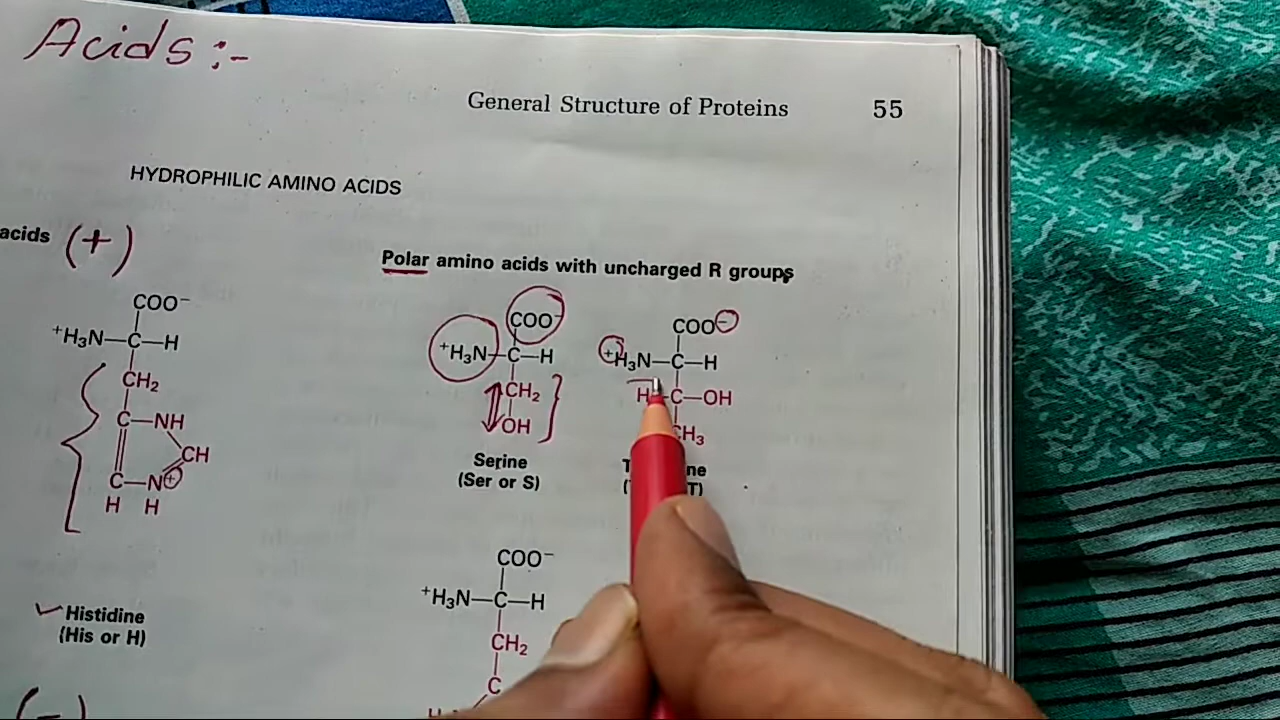 Acids :-
General Structure of Proteins 55
HYDROPHILIC AMINO ACIDS
acids (+)
Polar amino acids with uncharged R groups
COO⁻
⁺H₃N—C—H
CH₂
C—NH
CH
C—N⊕
H H
Histidine
(His or H)
(-)
COO⁻
⁺H₃N—C—H
CH₂
OH
Serine
(Ser or S)
COO⁻
⁺H₃N—C—H
H—C—OH
CH₃
COO⁻
⁺H₃N—C—H
CH₂
C